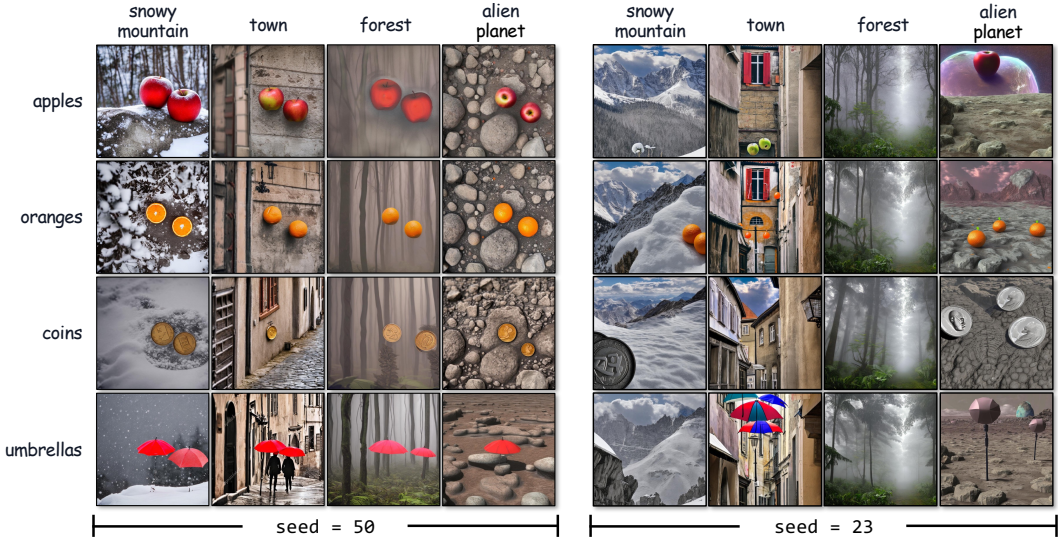 snowy mountain town forest alien planet snowy mountain town forest alien planet
apples
oranges
coins
umbrellas
seed = 50 seed = 23